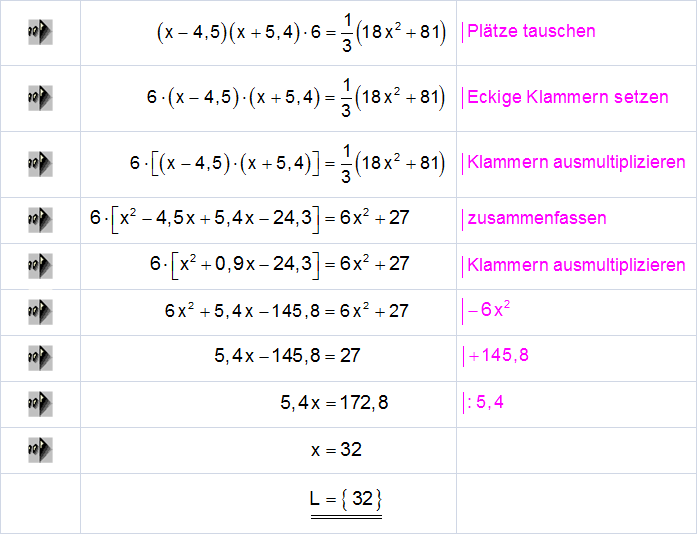 (x − 4,5)(x + 5,4) · 6 = 1/3 (18x² + 81) | Plätze tauschen
6 · (x − 4,5) · (x + 5,4) = 1/3 (18x² + 81) | Eckige Klammern setzen
6 · [(x − 4,5) · (x + 5,4)] = 1/3 (18x² + 81) | Klammern ausmultiplizieren
6 · [x² − 4,5x + 5,4x − 24,3] = 6x² + 27 | zusammenfassen
6 · [x² + 0,9x − 24,3] = 6x² + 27 | Klammern ausmultiplizieren
6x² + 5,4x − 145,8 = 6x² + 27 | − 6x²
5,4x − 145,8 = 27 | + 145,8
5,4x = 172,8 | : 5,4
x = 32
L = { 32 }